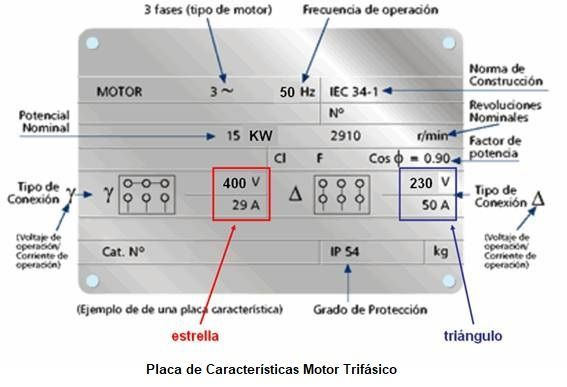 3 fases (tipo de motor)
Frecuencia de operación
MOTOR 3 ~ 50 Hz IEC 34-1
Norma de
Construcción
Nº
Potencial
Nominal
15 KW 2910 r/min
Revoluciones
Nominales
Cl F Cos ϕ = 0.90
Factor de
potencia
Tipo de
Conexión γ
γ 400 V Δ 230 V
29 A 50 A
Tipo de
Conexión Δ
(Voltaje de
operación/
Corriente de
operación)
(Voltaje de
operación/
Corriente de
operación)
Cat. Nº IP 54 kg
(Ejemplo de de una placa característica)
Grado de Protección
estrella
triángulo
Placa de Características Motor Trifásico